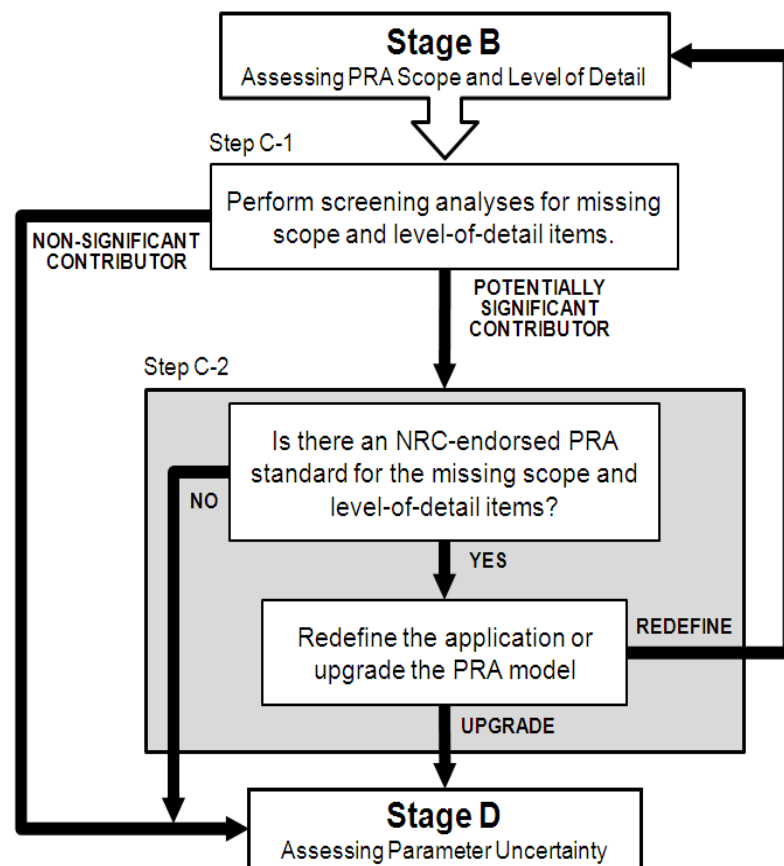 Stage B
Assessing PRA Scope and Level of Detail
Step C-1
Perform screening analyses for missing
scope and level-of-detail items.
NON-SIGNIFICANT
CONTRIBUTOR
POTENTIALLY
SIGNIFICANT
CONTRIBUTOR
Step C-2
Is there an NRC-endorsed PRA
standard for the missing scope and
level-of-detail items?
NO
YES
Redefine the application or
upgrade the PRA model
REDEFINE
UPGRADE
Stage D
Assessing Parameter Uncertainty